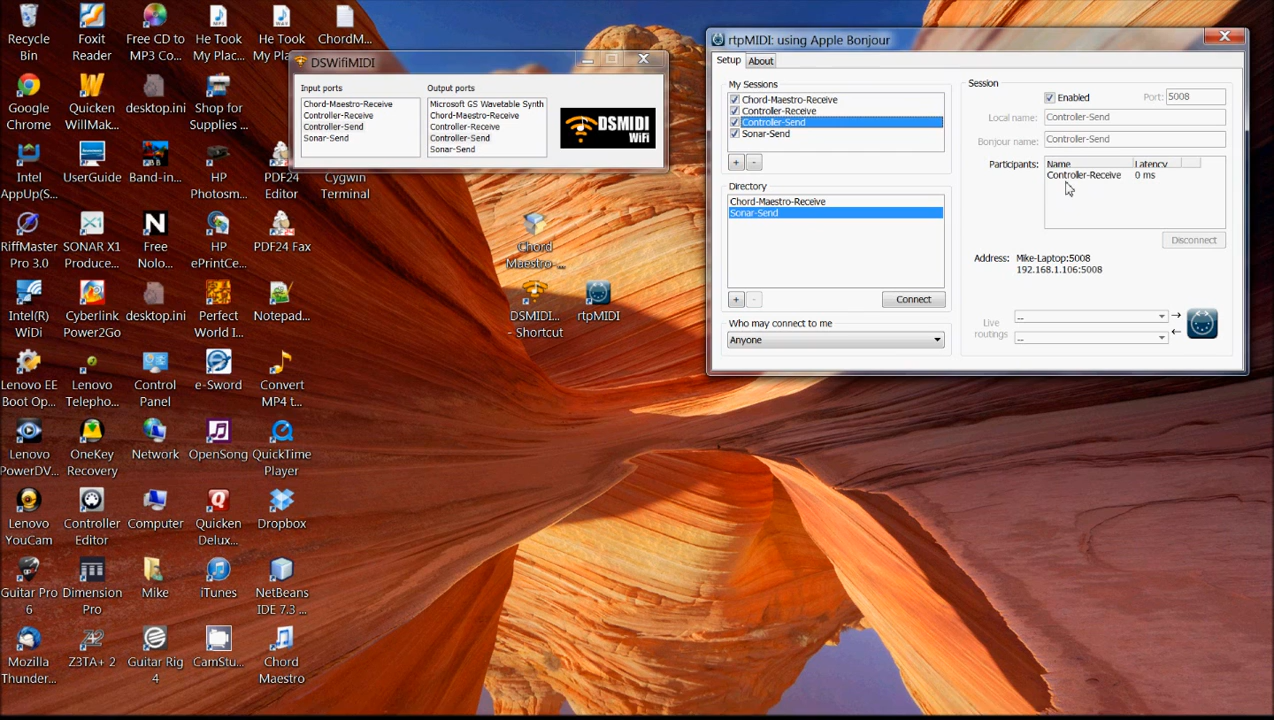 Recycle Bin
Foxit Reader
Free CD to MP3 Co...
He Took My Plac...
He Took My Pla...
ChordM...
Google Chrome
Quicken WillMak...
desktop.ini
Shop for Supplies ...
Intel AppUp(S...
UserGuide
Band-in...
HP Photosm...
PDF24 Editor
Cygwin Terminal
RiffMaster Pro 3.0
SONAR X1 Produce...
Free Nolo...
HP ePrintCe...
PDF24 Fax
Intel(R) WiDi
Cyberlink Power2Go
desktop.ini
Perfect World I...
Notepad...
Lenovo EE Boot Op...
Lenovo Telepho...
Control Panel
e-Sword
Convert MP4 t...
Lenovo PowerDV...
OneKey Recovery
Network
OpenSong
QuickTime Player
Lenovo YouCam
Controller Editor
Computer
Quicken Delux...
Dropbox
Guitar Pro 6
Dimension Pro
Mike
iTunes
NetBeans IDE 7.3 ...
Mozilla Thunder...
Z3TA+ 2
Guitar Rig 4
CamStu...
Chord Maestro
Chord Maestro-...
DSMIDI... - Shortcut
rtpMIDI
DSWifiMIDI
Input ports
Chord-Maestro-Receive
Controller-Receive
Controller-Send
Sonar-Send
Output ports
Microsoft GS Wavetable Synth
Chord-Maestro-Receive
Controller-Receive
Controller-Send
Sonar-Send
DSMIDI
WiFi
rtpMIDI: using Apple Bonjour
Setup
About
My Sessions
Chord-Maestro-Receive
Controller-Receive
Controller-Send
Sonar-Send
+ -
Directory
Chord-Maestro-Receive
Sonar-Send
+ -
Connect
Who may connect to me
Anyone
Session
Enabled
Port: 5008
Local name: Controller-Send
Bonjour name: Controller-Send
Participants:
Name Latency
Controller-Receive 0 ms
Disconnect
Address: Mike-Laptop:5008
192.168.1.106:5008
Live routings
--
--